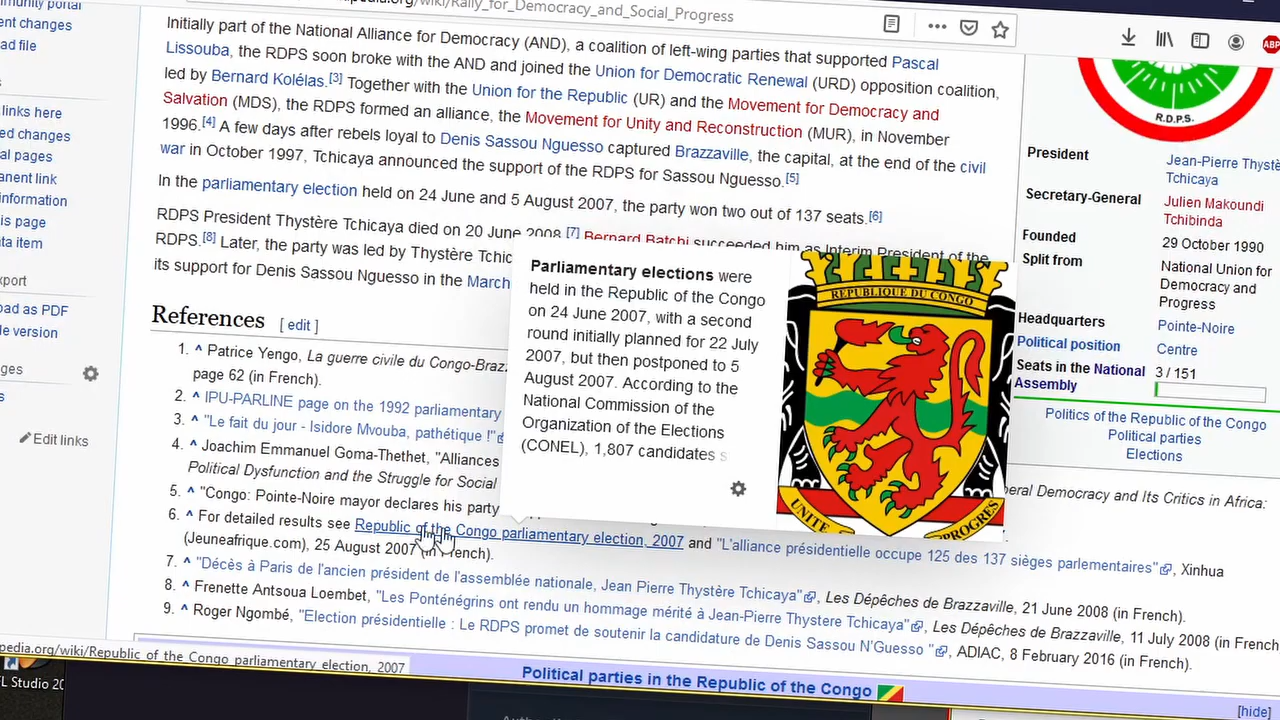 pedia.org/wiki/Rally_for_Democracy_and_Social_Progress
Initially part of the National Alliance for Democracy (AND), a coalition of left-wing parties that supported Pascal
Lissouba, the RDPS soon broke with the AND and joined the Union for Democratic Renewal (URD) opposition coalition,
led by Bernard Kolélas.[3] Together with the Union for the Republic (UR) and the Movement for Democracy and
Salvation (MDS), the RDPS formed an alliance, the Movement for Unity and Reconstruction (MUR), in November
1996.[4] A few days after rebels loyal to Denis Sassou Nguesso captured Brazzaville, the capital, at the end of the civil
war in October 1997, Tchicaya announced the support of the RDPS for Sassou Nguesso.[5]
In the parliamentary election held on 24 June and 5 August 2007, the party won two out of 137 seats.[6]
RDPS President Thystère Tchicaya died on 20 June 2008.[7] Bernard Batchi succeeded him as Interim President of the
RDPS.[8] Later, the party was led by Thystère Tchic
its support for Denis Sassou Nguesso in the March
References [ edit ]
1. ^ Patrice Yengo, La guerre civile du Congo-Brazz
page 62 (in French).
2. ^ IPU-PARLINE page on the 1992 parliamentary
3. ^ "Le fait du jour - Isidore Mvouba, pathétique !"
4. ^ Joachim Emmanuel Goma-Thethet, "Alliances
eral Democracy and Its Critics in Africa:
Political Dysfunction and the Struggle for Social
5. ^ "Congo: Pointe-Noire mayor declares his party
6. ^ For detailed results see Republic of the Congo parliamentary election, 2007 and "L'alliance présidentielle occupe 125 des 137 sièges parlementaires", Xinhua
(Jeuneafrique.com), 25 August 2007 (in French).
7. ^ "Décès à Paris de l'ancien président de l'assemblée nationale, Jean Pierre Thystère Tchicaya", Les Dépêches de Brazzaville, 21 June 2008 (in French).
8. ^ Frenette Antsoua Loembet, "Les Ponténégrins ont rendu un hommage mérité à Jean-Pierre Thystere Tchicaya", Les Dépêches de Brazzaville, 11 July 2008 (in French
9. ^ Roger Ngombé, "Election présidentielle : Le RDPS promet de soutenir la candidature de Denis Sassou N'Guesso ", ADIAC, 8 February 2016 (in French).
Parliamentary elections were
held in the Republic of the Congo
on 24 June 2007, with a second
round initially planned for 22 July
2007, but then postponed to 5
August 2007. According to the
National Commission of the
Organization of the Elections
(CONEL), 1,807 candidates s
REPUBLIQUE DU CONGO
UNITE
PROGRES
ABP
R.D.P.S.
President
Jean-Pierre Thystè
Tchicaya
Secretary-General
Julien Makoundi
Tchibinda
Founded
29 October 1990
Split from
National Union for
Democracy and
Progress
Headquarters
Pointe-Noire
Political position
Centre
Seats in the National
Assembly
3 / 151
Politics of the Republic of the Congo
Political parties
Elections
munity portal
nt changes
ad file
links here
ed changes
al pages
anent link
information
is page
ta item
xport
oad as PDF
le version
ges
Edit links
pedia.org/wiki/Republic_of_the_Congo_parliamentary_election,_2007
Political parties in the Republic of the Congo
[hide]
L Studio 20